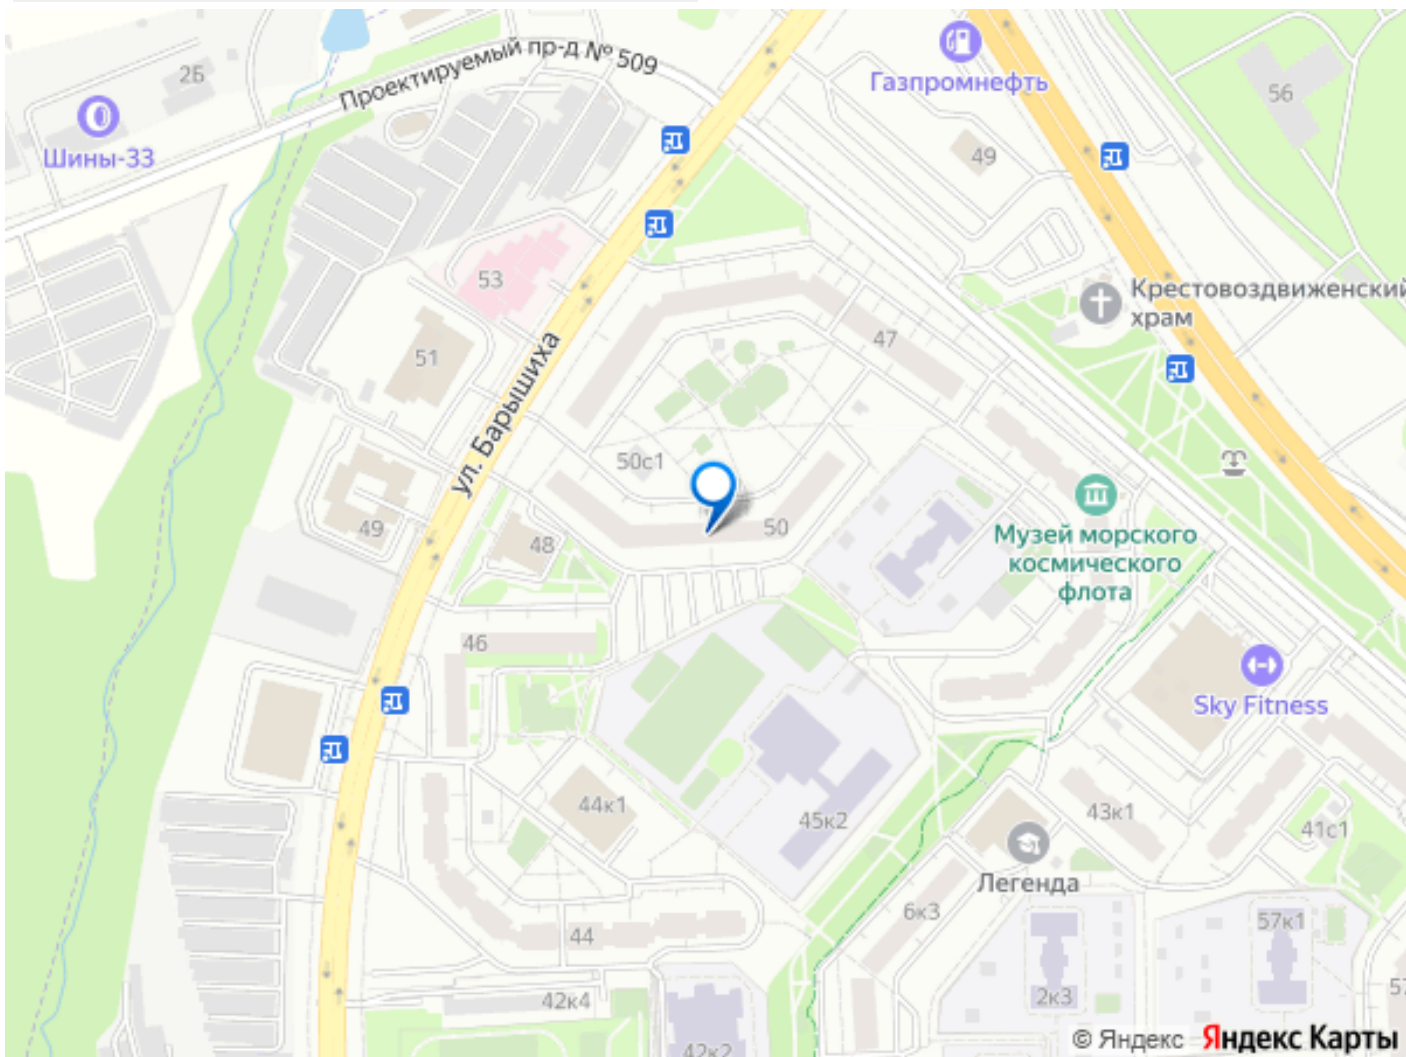 Проектируемый пр-д № 509
2Б
Шины-33
Газпромнефть
56
49
53
Крестовоздвиженский
храм
47
51
ул. Барышиха
50с1
50
49
48
Музей морского
космического
флота
46
Sky Fitness
44к1
45к2
43к1
41с1
Легенда
6к3
57к1
44
42к4
2к3
57
42к2
© Яндекс Яндекс Карты